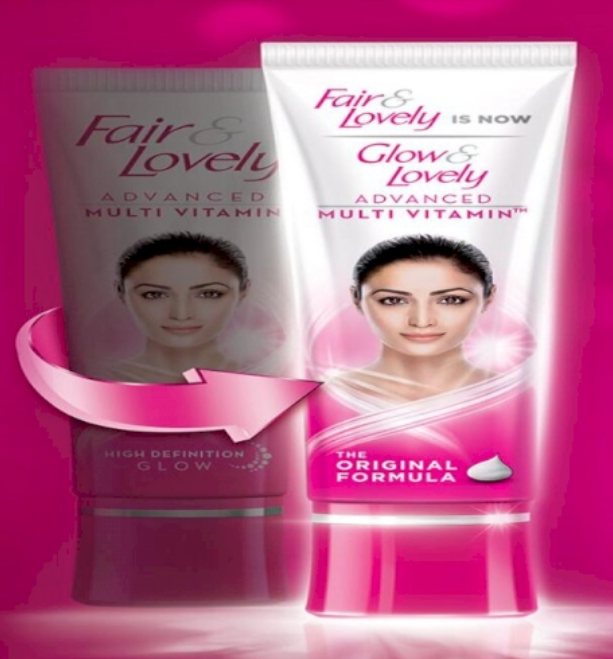 Fair &
Lovely
ADVANCED
MULTI VITAMIN
HIGH DEFINITION
GLOW
Fair &
Lovely IS NOW
Glow &
Lovely
ADVANCED
MULTI VITAMIN™
THE
ORIGINAL
FORMULA